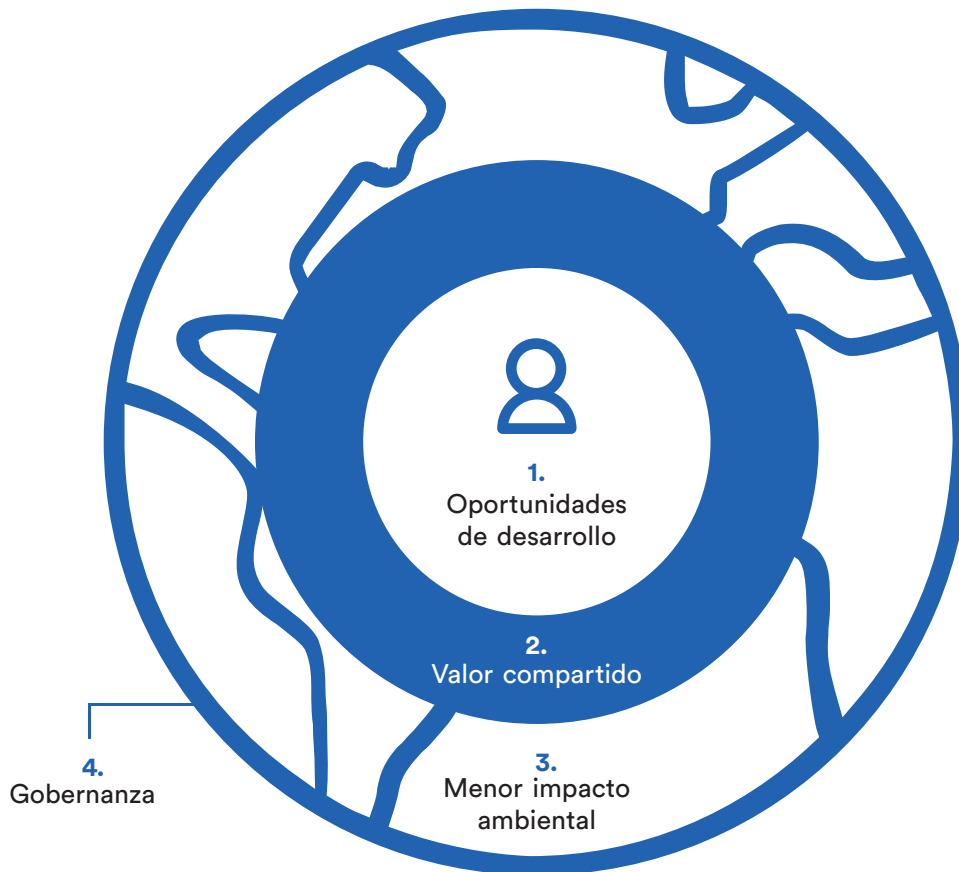 1.
Oportunidades
de desarrollo
2.
Valor compartido
3.
Menor impacto
ambiental
4.
Gobernanza